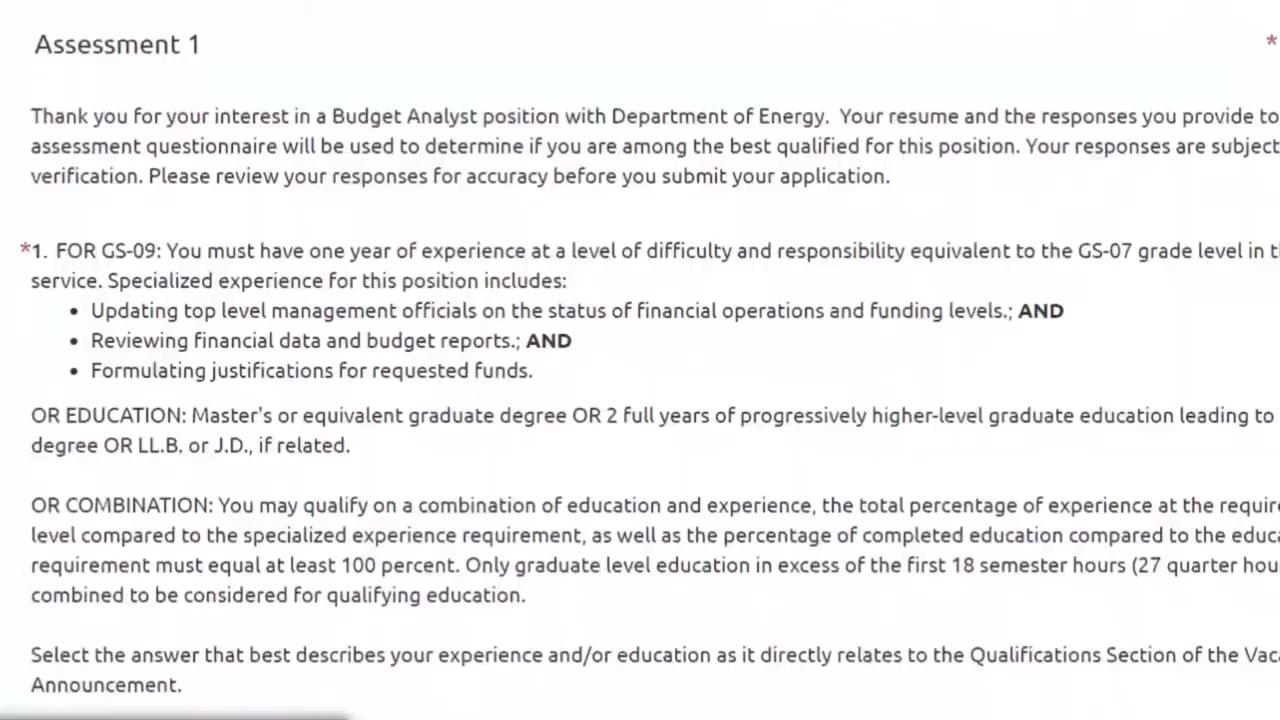 Assessment 1
*
Thank you for your interest in a Budget Analyst position with Department of Energy. Your resume and the responses you provide to
assessment questionnaire will be used to determine if you are among the best qualified for this position. Your responses are subject
verification. Please review your responses for accuracy before you submit your application.
*1. FOR GS-09: You must have one year of experience at a level of difficulty and responsibility equivalent to the GS-07 grade level in
service. Specialized experience for this position includes:
• Updating top level management officials on the status of financial operations and funding levels.; AND
• Reviewing financial data and budget reports.; AND
• Formulating justifications for requested funds.
OR EDUCATION: Master's or equivalent graduate degree OR 2 full years of progressively higher-level graduate education leading to
degree OR LL.B. or J.D., if related.
OR COMBINATION: You may qualify on a combination of education and experience, the total percentage of experience at the
level compared to the specialized experience requirement, as well as the percentage of completed education compared to the
requirement must equal at least 100 percent. Only graduate level education in excess of the first 18 semester hours (27 quarter
combined to be considered for qualifying education.
Select the answer that best describes your experience and/or education as it directly relates to the Qualifications Section of the
Announcement.